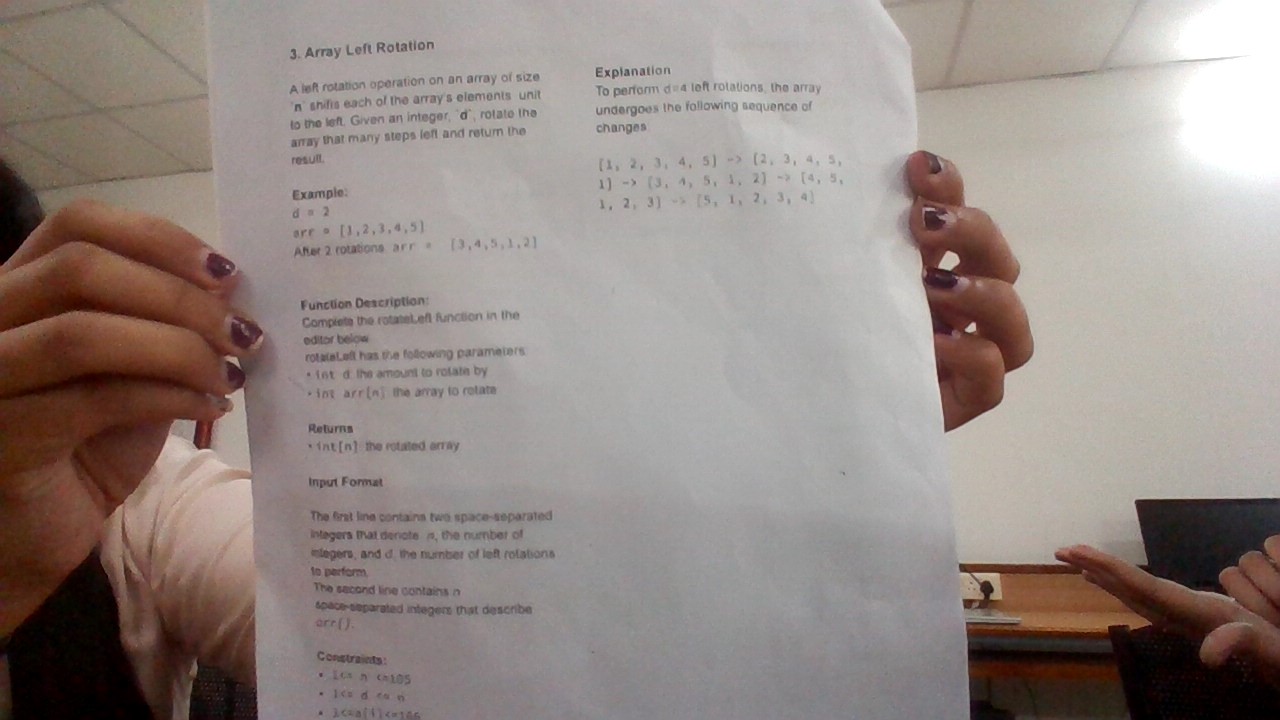 3. Array Left Rotation
A left rotation operation on an array of size
`n` shifts each of the array's elements unit
to the left. Given an integer, `d`, rotate the
array that many steps left and return the
result.
Example:
d = 2
arr = [1,2,3,4,5]
After 2 rotations, arr = [3,4,5,1,2]
Function Description:
Complete the rotateLeft function in the
editor below.
rotateLeft has the following parameters:
• int d: the amount to rotate by
• int arr[n]: the array to rotate
Returns
• int[n]: the rotated array
Input Format
The first line contains two space-separated
integers that denote n, the number of
integers, and d, the number of left rotations
to perform.
The second line contains n
space-separated integers that describe
arr[].
Constraints:
• 1<= n <=105
• 1<= d <= n
• 1<=a[i]<=106
Explanation
To perform d=4 left rotations, the array
undergoes the following sequence of
changes:
[1, 2, 3, 4, 5] -> [2, 3, 4, 5,
1] -> [3, 4, 5, 1, 2] -> [4, 5,
1, 2, 3] -> [5, 1, 2, 3, 4]